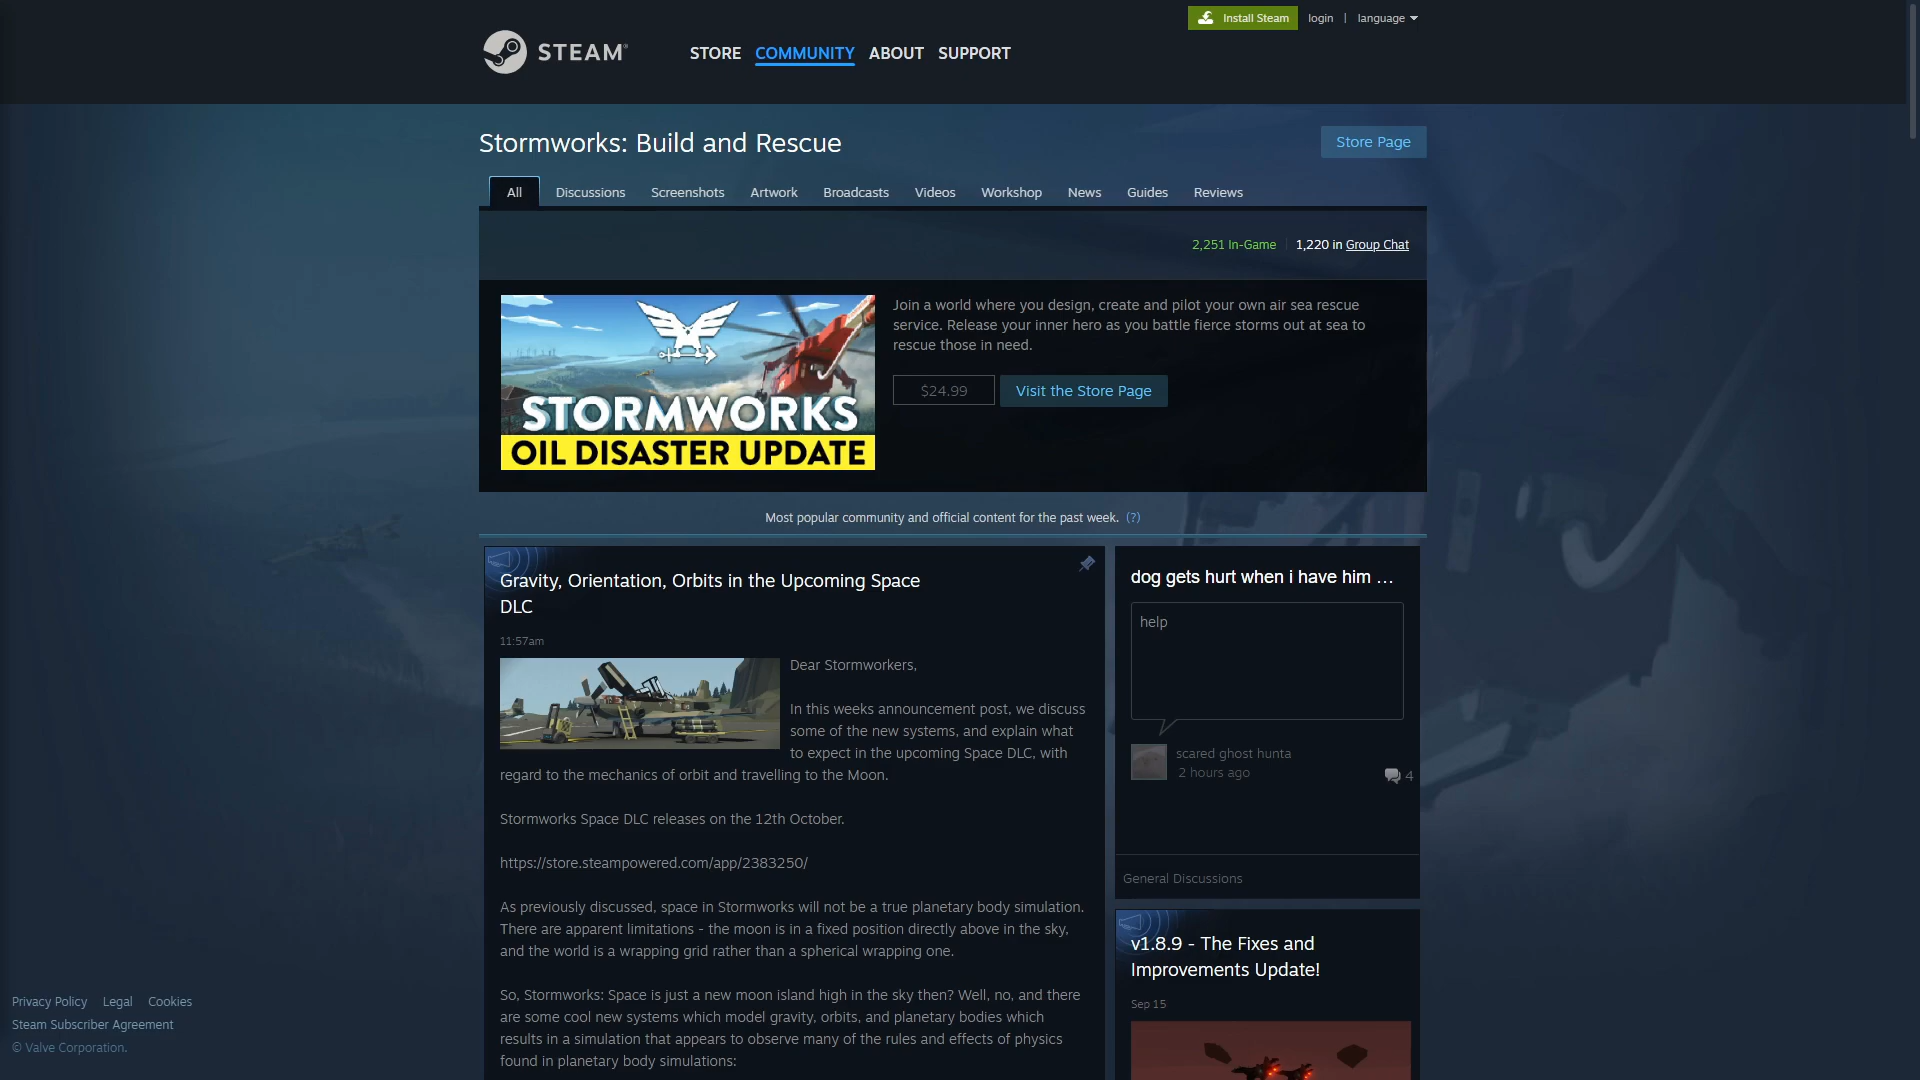 Install Steam
login | language
STEAM®
STORE COMMUNITY ABOUT SUPPORT
Stormworks: Build and Rescue
Store Page
All Discussions Screenshots Artwork Broadcasts Videos Workshop News Guides Reviews
2,251 In-Game 1,220 in Group Chat
STORMWORKS
OIL DISASTER UPDATE
Join a world where you design, create and pilot your own air sea rescue
service. Release your inner hero as you battle fierce storms out at sea to
rescue those in need.
$24.99 Visit the Store Page
Most popular community and official content for the past week. (?)
Gravity, Orientation, Orbits in the Upcoming Space
DLC
11:57am
Dear Stormworkers,
In this weeks announcement post, we discuss
some of the new systems, and explain what
to expect in the upcoming Space DLC, with
regard to the mechanics of orbit and travelling to the Moon.
Stormworks Space DLC releases on the 12th October.
https://store.steampowered.com/app/2383250/
As previously discussed, space in Stormworks will not be a true planetary body simulation.
There are apparent limitations - the moon is in a fixed position directly above in the sky,
and the world is a wrapping grid rather than a spherical wrapping one.
So, Stormworks: Space is just a new moon island high in the sky then? Well, no, and there
are some cool new systems which model gravity, orbits, and planetary bodies which
results in a simulation that appears to observe many of the rules and effects of physics
found in planetary body simulations:
dog gets hurt when i have him …
help
scared ghost hunta
2 hours ago
4
General Discussions
v1.8.9 - The Fixes and
Improvements Update!
Sep 15
Privacy Policy Legal Cookies
Steam Subscriber Agreement
© Valve Corporation.